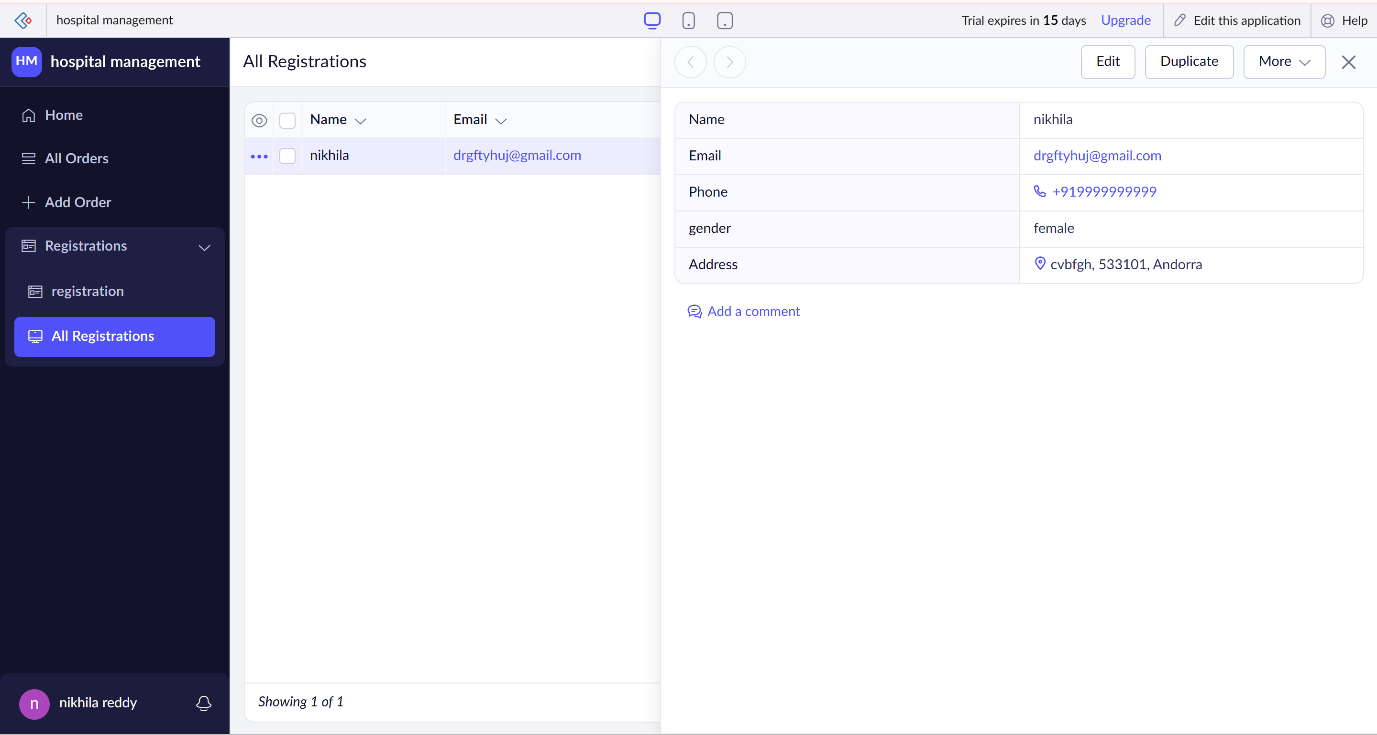 hospital management
Trial expires in 15 days Upgrade
Edit this application
Help
HM hospital management
Home
All Orders
Add Order
Registrations
registration
All Registrations
n nikhila reddy
All Registrations
Name Email
nikhila drgftyhuj@gmail.com
Showing 1 of 1
Edit Duplicate More
Name nikhila
Email drgftyhuj@gmail.com
Phone +919999999999
gender female
Address cvbfgh, 533101, Andorra
Add a comment